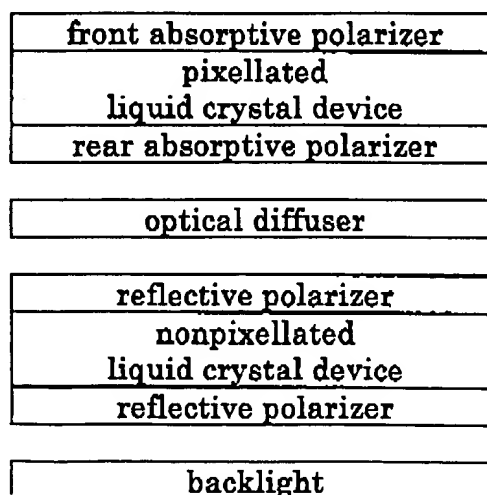 front absorptive polarizer
pixellated
liquid crystal device
rear absorptive polarizer
optical diffuser
reflective polarizer
nonpixellated
liquid crystal device
reflective polarizer
backlight